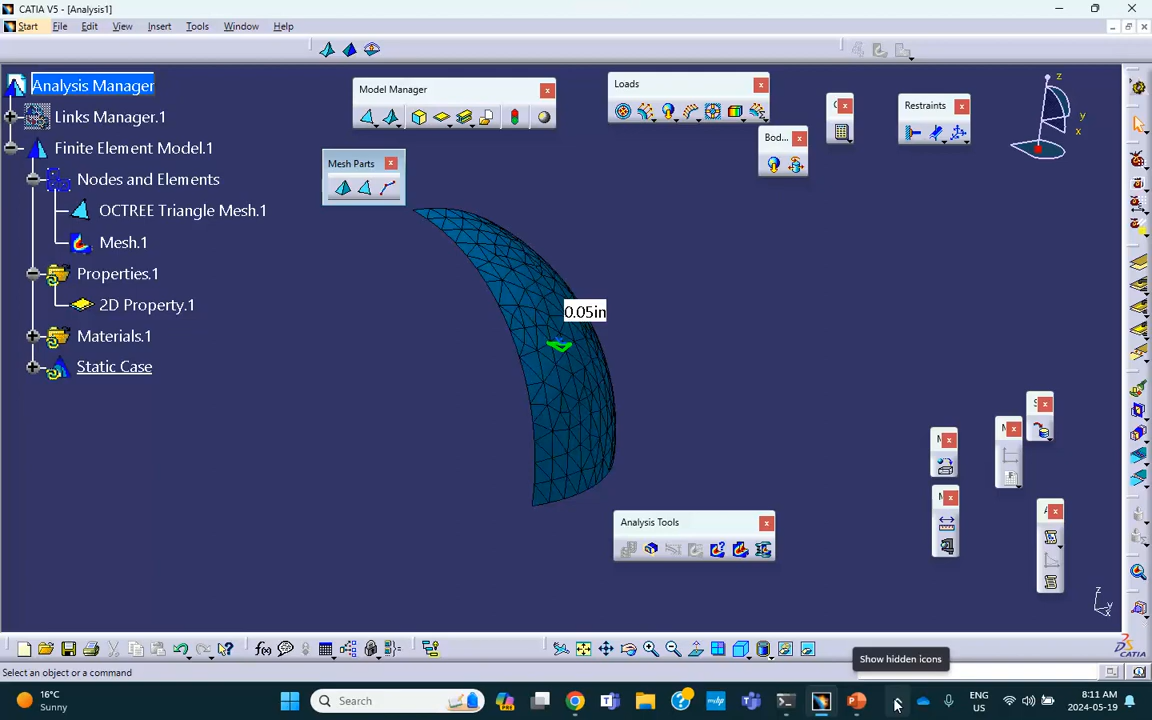 CATIA V5 - [Analysis1]
Start File Edit View Insert Tools Window Help
Analysis Manager
Links Manager.1
Finite Element Model.1
Nodes and Elements
OCTREE Triangle Mesh.1
Mesh.1
Properties.1
2D Property.1
Materials.1
Static Case
Model Manager
Mesh Parts
Loads
Bod...
Restraints
z
y
x
0.05in
Analysis Tools
z
y
Show hidden icons
CATIA
Select an object or a command
16°C
Sunny
Search
ENG
US
8:11 AM
2024-05-19